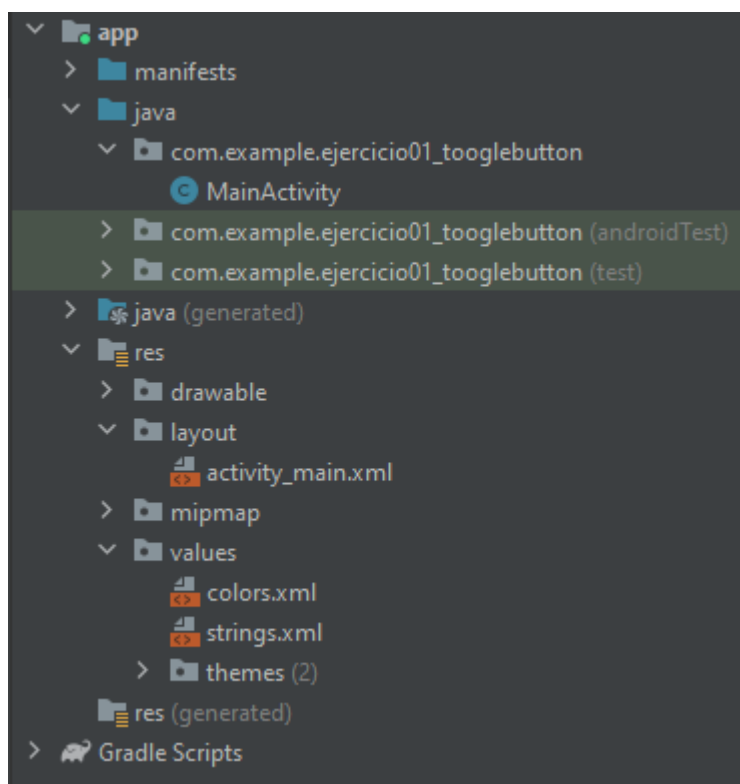 app
manifests
java
com.example.ejercicio01_tooglebutton
C MainActivity
com.example.ejercicio01_tooglebutton (androidTest)
com.example.ejercicio01_tooglebutton (test)
java (generated)
res
drawable
layout
activity_main.xml
mipmap
values
colors.xml
strings.xml
themes (2)
res (generated)
Gradle Scripts